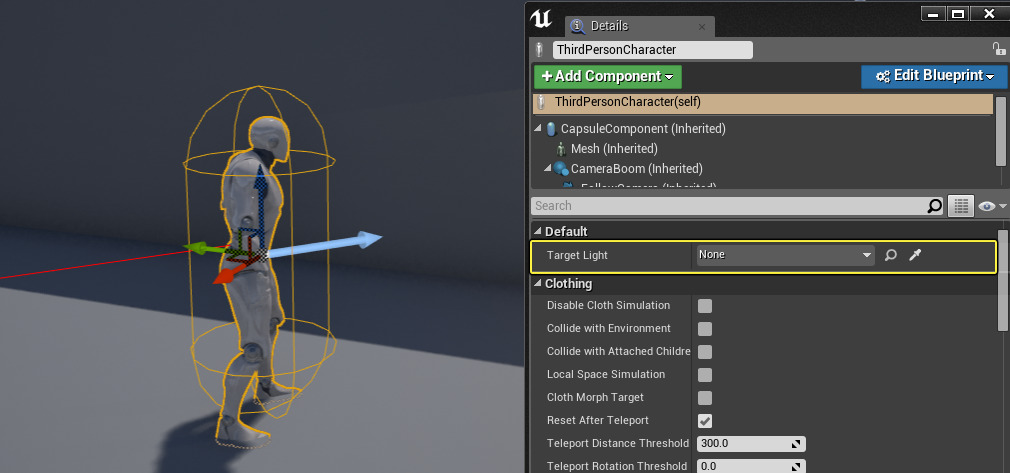 Details
ThirdPersonCharacter
+Add Component
Edit Blueprint
ThirdPersonCharacter(self)
CapsuleComponent (Inherited)
Mesh (Inherited)
CameraBoom (Inherited)
FollowCamera (Inherited)
Search
Default
Target Light None
Clothing
Disable Cloth Simulation
Collide with Environment
Collide with Attached Childre
Local Space Simulation
Cloth Morph Target
Reset After Teleport
Teleport Distance Threshold 300.0
Teleport Rotation Threshold 0.0